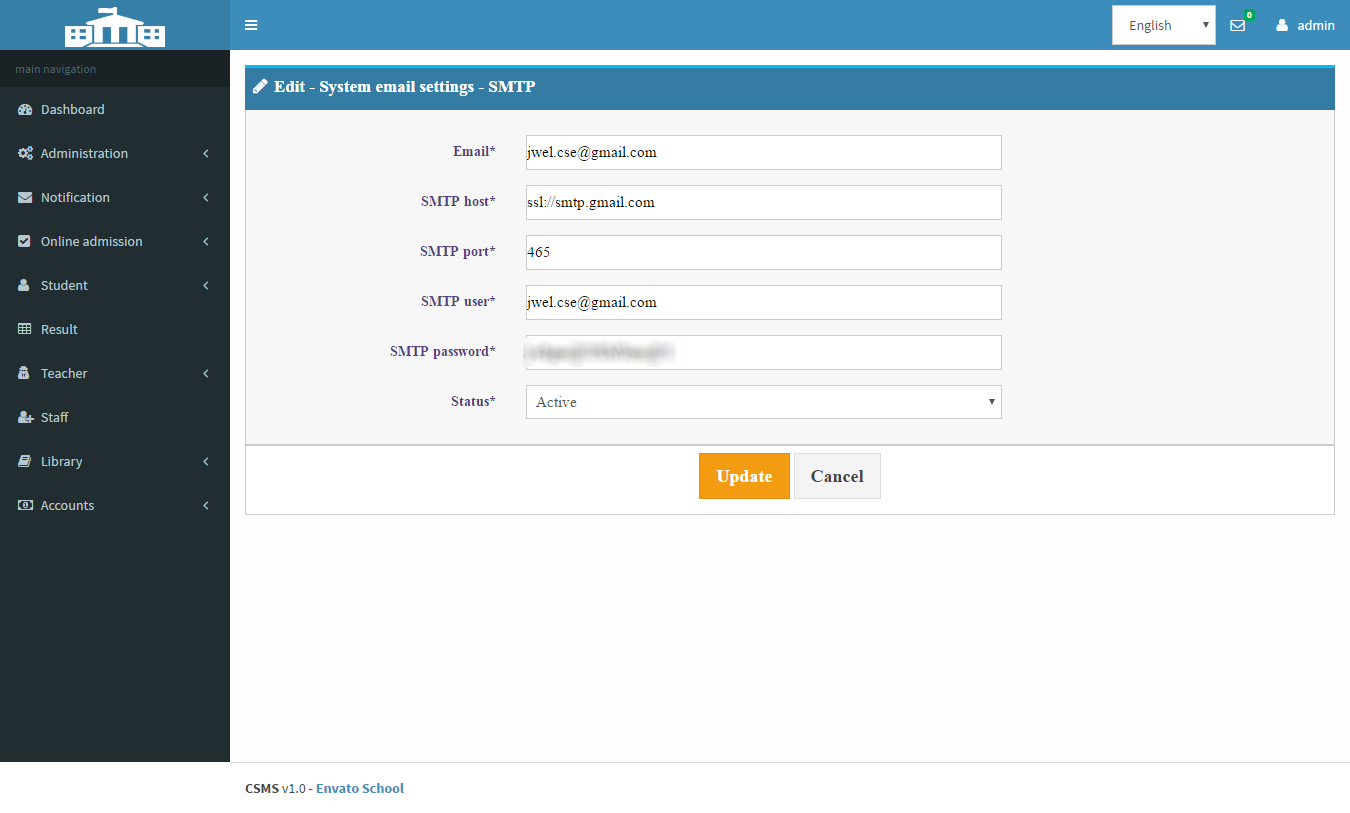 English
0
admin
main navigation
Dashboard
Administration
Notification
Online admission
Student
Result
Teacher
Staff
Library
Accounts
Edit - System email settings - SMTP
Email* jwel.cse@gmail.com
SMTP host* ssl://smtp.gmail.com
SMTP port* 465
SMTP user* jwel.cse@gmail.com
SMTP password*
Status* Active
Update Cancel
CSMS v1.0 - Envato School